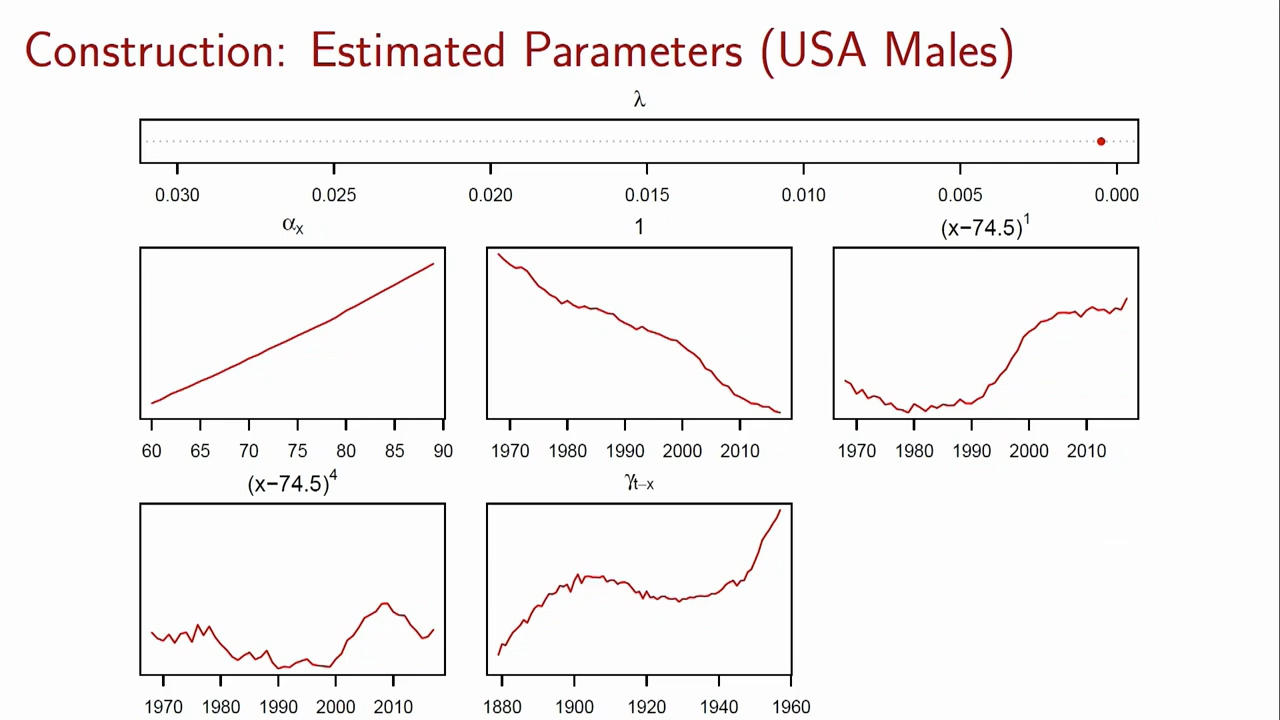 Construction: Estimated Parameters (USA Males)
λ
0.030 0.025 0.020 0.015 0.010 0.005 0.000
αx 1 (x−74.5)1
60 65 70 75 80 85 90 1970 1980 1990 2000 2010 1970 1980 1990 2000 2010
(x−74.5)4 γt−x
1970 1980 1990 2000 2010 1880 1900 1920 1940 1960